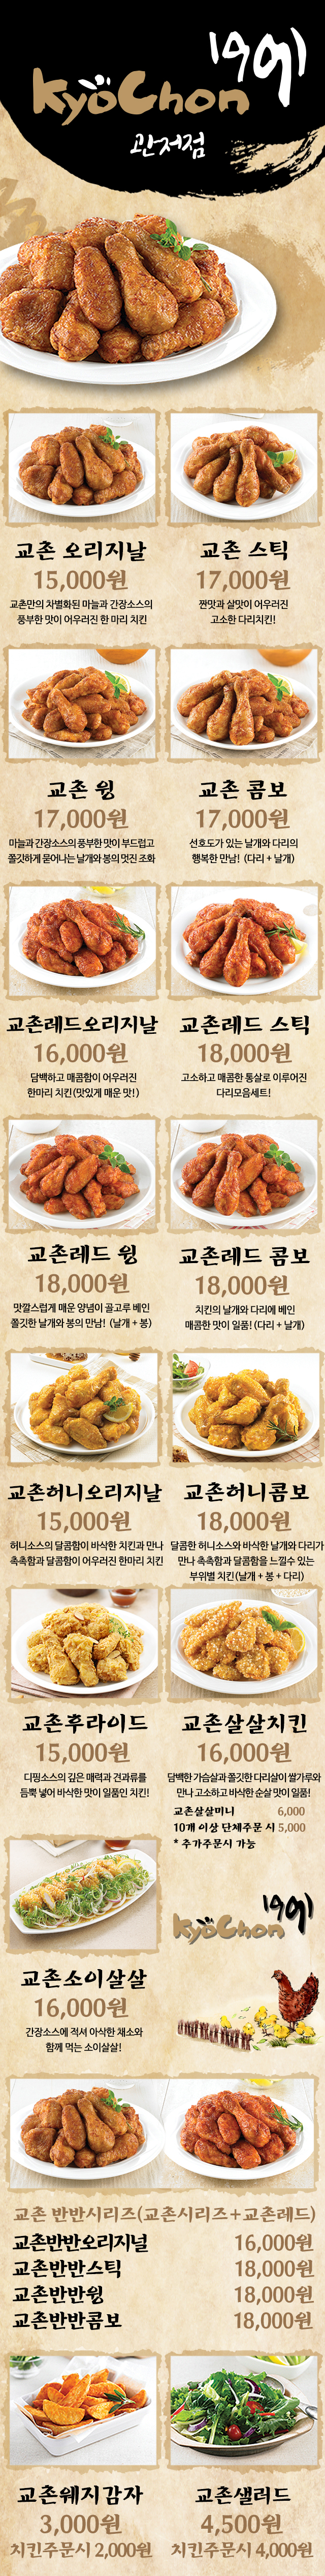 1991
KyoChon
관저점
교촌 오리지날
15,000원
교촌만의 차별화된 마늘과 간장소스의
풍부한 맛이 어우러진 한 마리 치킨
교촌 스틱
17,000원
짠맛과 살맛이 어우러진
고소한 다리치킨!
교촌 윙
17,000원
마늘과 간장소스의 풍부한 맛이 부드럽고
쫄깃하게 묻어나는 날개와 봉의 멋진 조화
교촌 콤보
17,000원
선호도가 있는 날개와 다리의
행복한 만남! (다리 + 날개)
교촌레드오리지날
16,000원
담백하고 매콤함이 어우러진
한마리 치킨(맛있게 매운 맛!)
교촌레드 스틱
18,000원
고소하고 매콤한 통살로 이루어진
다리모음세트!
교촌레드 윙
18,000원
맛깔스럽게 매운 양념이 골고루 베인
쫄깃한 날개와 봉의 만남! (날개 + 봉)
교촌레드 콤보
18,000원
치킨의 날개와 다리에 베인
매콤한 맛이 일품! (다리 + 날개)
교촌허니오리지날
15,000원
허니소스의 달콤함이 바삭한 치킨과 만나
촉촉함과 달콤함이 어우러진 한마리 치킨
교촌허니콤보
18,000원
달콤한 허니소스와 바삭한 날개와 다리가
만나 촉촉함과 달콤함을 느낄수 있는
부위별 치킨(날개 + 봉 + 다리)
교촌후라이드
15,000원
디핑소스의 깊은 매력과 견과류를
듬뿍 넣어 바삭한 맛이 일품인 치킨!
교촌살살치킨
16,000원
담백한 가슴살과 쫄깃한 다리살이 쌀가루와
만나 고소하고 바삭한 순살 맛이 일품!
교촌살살미니 6,000
10개 이상 단체주문 시 5,000
* 추가주문시 가능
교촌소이살살
16,000원
간장소스에 적셔 아삭한 채소와
함께 먹는 소이살살!
1991
KyoChon
교촌 반반시리즈(교촌시리즈+교촌레드)
교촌반반오리지널 16,000원
교촌반반스틱 18,000원
교촌반반윙 18,000원
교촌반반콤보 18,000원
교촌웨지감자
3,000원
치킨주문시 2,000원
교촌샐러드
4,500원
치킨주문시 4,000원